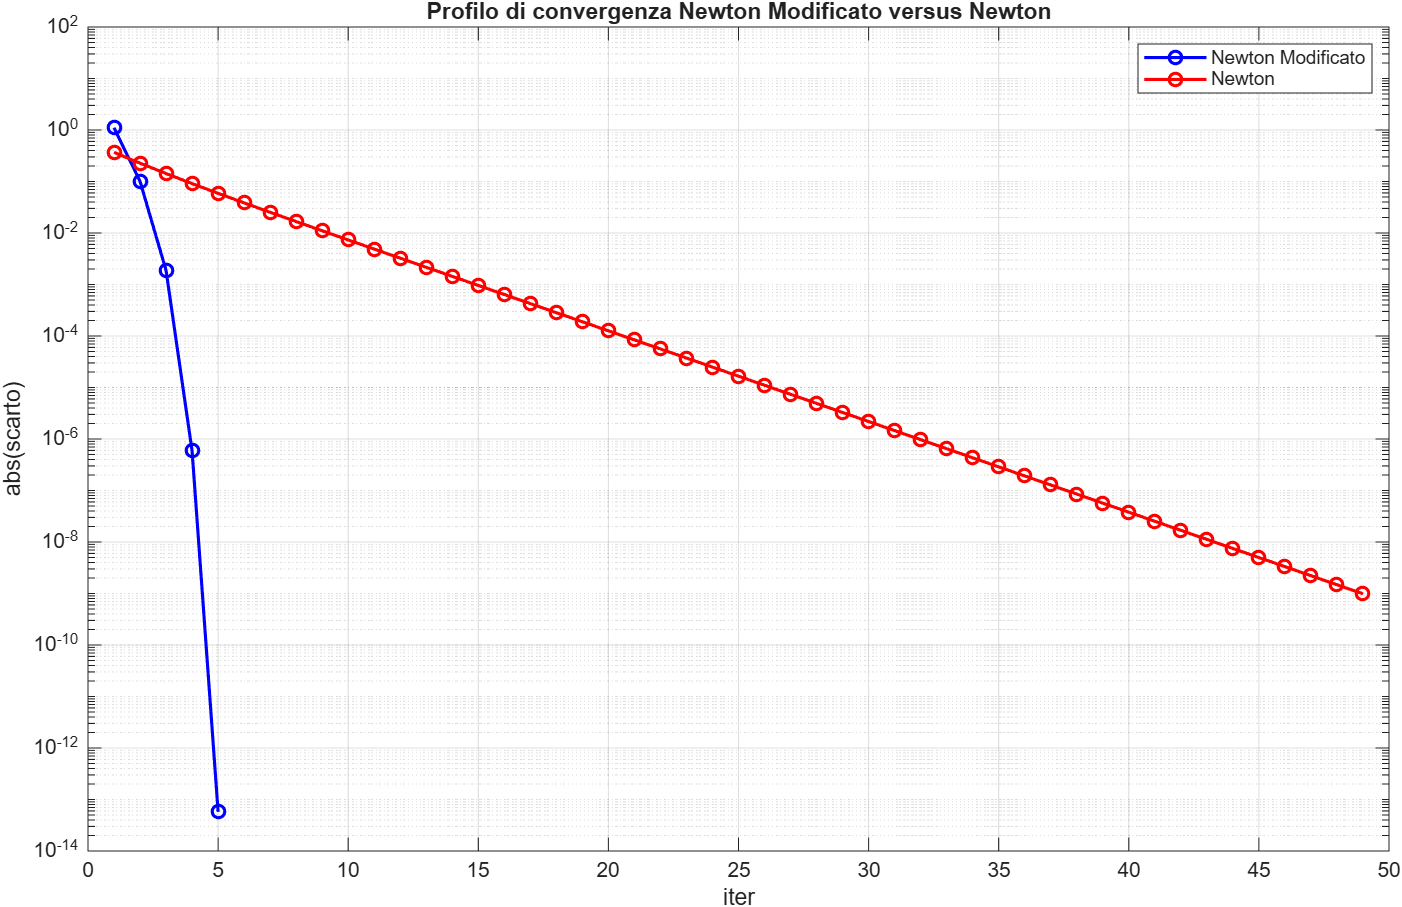 Profilo di convergenza Newton Modificato versus Newton
Newton Modificato
Newton
abs(scarto)
10^2
10^0
10^-2
10^-4
10^-6
10^-8
10^-10
10^-12
10^-14
0 5 10 15 20 25 30 35 40 45 50
iter